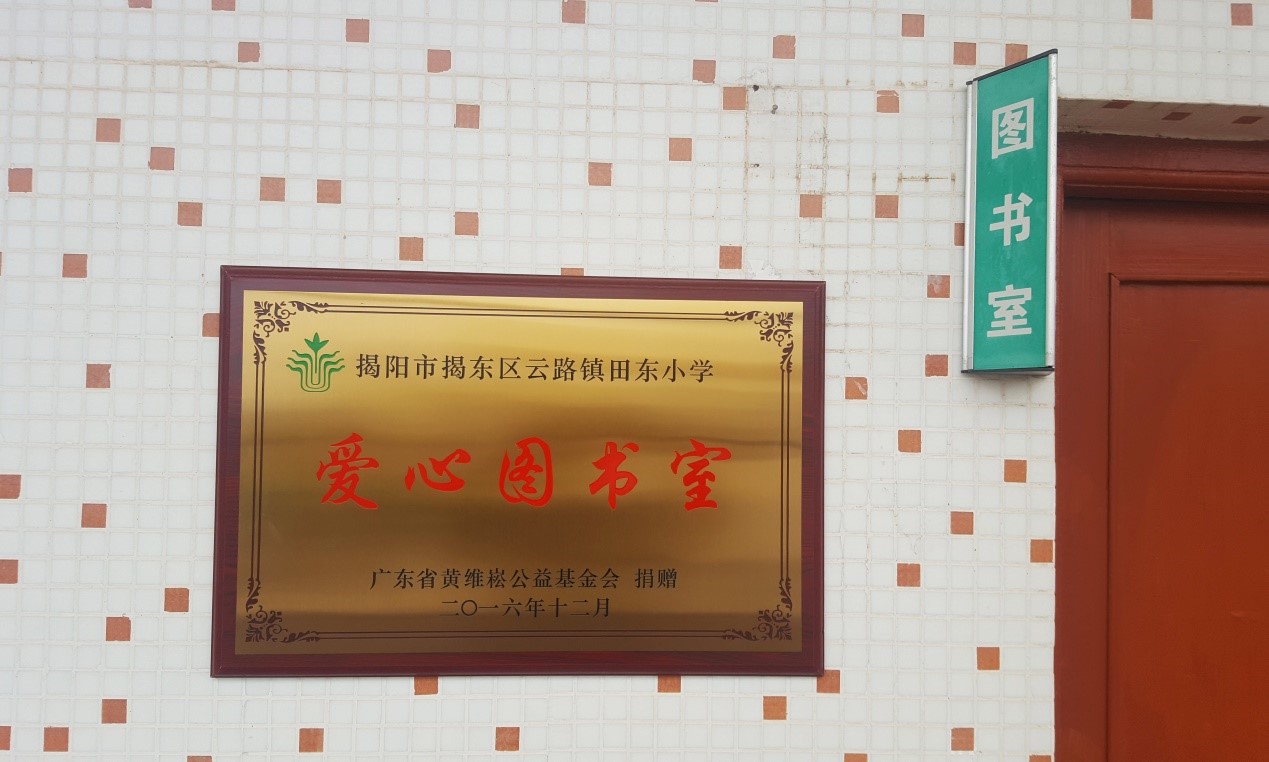 揭阳市揭东区云路镇田东小学
爱心图书室
广东省黄维崧公益基金会 捐赠
二〇一六年十二月
图书室